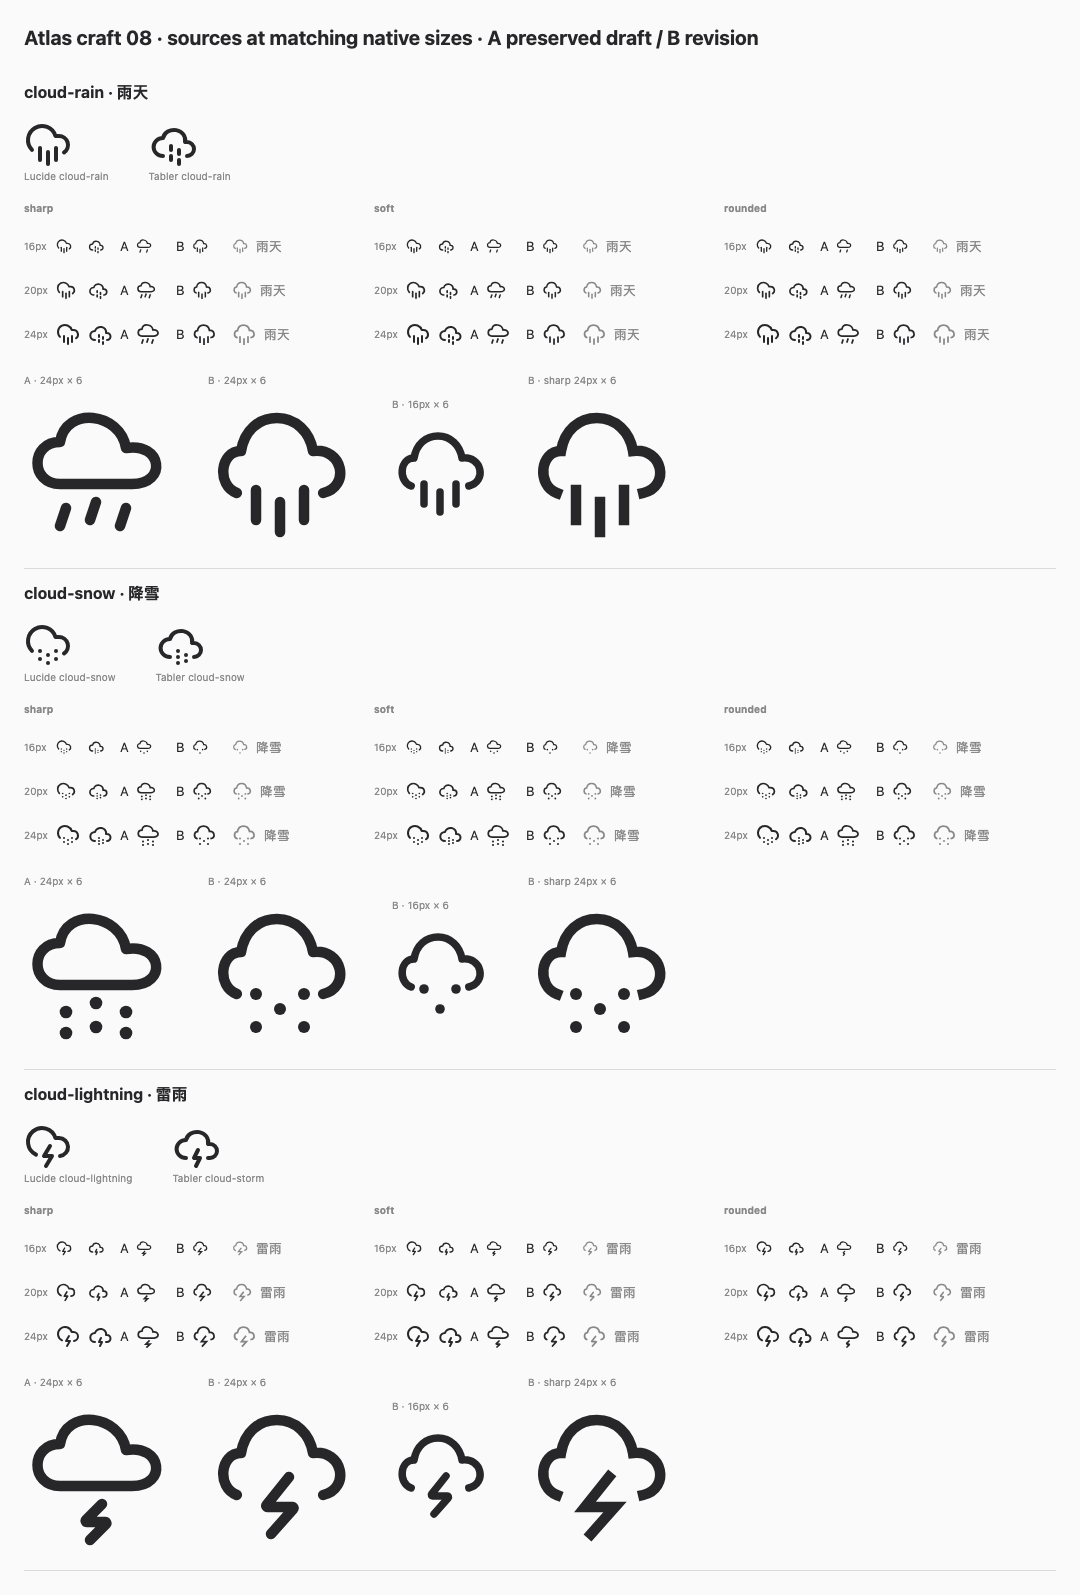 Atlas craft 08 · sources at matching native sizes · A preserved draft / B revision
cloud-rain · 雨天
Lucide cloud-rain
Tabler cloud-rain
sharp
soft
rounded
16px A B 雨天
16px A B 雨天
16px A B 雨天
20px A B 雨天
20px A B 雨天
20px A B 雨天
24px A B 雨天
24px A B 雨天
24px A B 雨天
A · 24px × 6
B · 24px × 6
B · 16px × 6
B · sharp 24px × 6
cloud-snow · 降雪
Lucide cloud-snow
Tabler cloud-snow
sharp
soft
rounded
16px A B 降雪
16px A B 降雪
16px A B 降雪
20px A B 降雪
20px A B 降雪
20px A B 降雪
24px A B 降雪
24px A B 降雪
24px A B 降雪
A · 24px × 6
B · 24px × 6
B · 16px × 6
B · sharp 24px × 6
cloud-lightning · 雷雨
Lucide cloud-lightning
Tabler cloud-storm
sharp
soft
rounded
16px A B 雷雨
16px A B 雷雨
16px A B 雷雨
20px A B 雷雨
20px A B 雷雨
20px A B 雷雨
24px A B 雷雨
24px A B 雷雨
24px A B 雷雨
A · 24px × 6
B · 24px × 6
B · 16px × 6
B · sharp 24px × 6